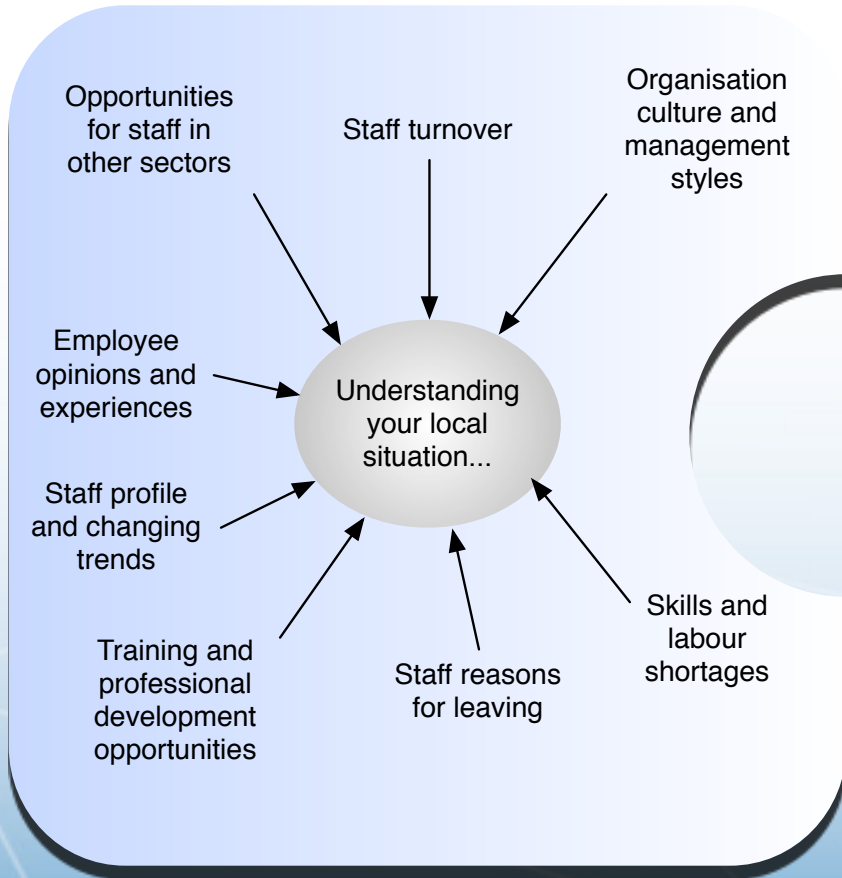 Opportunities
for staff in
other sectors
Staff turnover
Organisation
culture and
management
styles
Employee
opinions and
experiences
Understanding
your local
situation...
Staff profile
and changing
trends
Training and
professional
development
opportunities
Staff reasons
for leaving
Skills and
labour
shortages